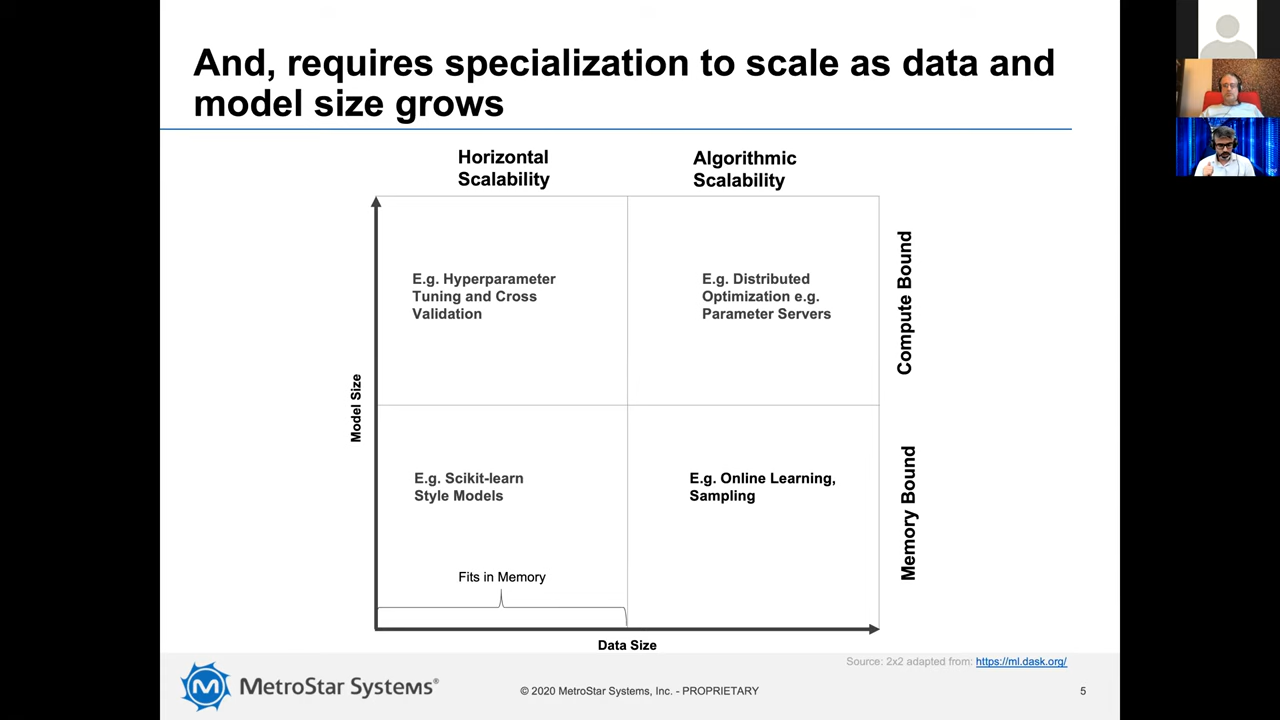 And, requires specialization to scale as data and
model size grows
Horizontal
Scalability
Algorithmic
Scalability
E.g. Hyperparameter
Tuning and Cross
Validation
E.g. Distributed
Optimization e.g.
Parameter Servers
Compute Bound
Model Size
E.g. Scikit-learn
Style Models
E.g. Online Learning,
Sampling
Memory Bound
Fits in Memory
Data Size
Source: 2x2 adapted from: https://ml.dask.org/
MetroStar Systems®
© 2020 MetroStar Systems, Inc. - PROPRIETARY
5